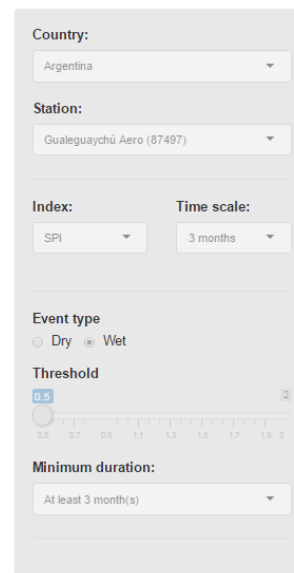 Country:
Argentina
Station:
Gualeguaychú Aero (87497)
Index: Time scale:
SPI 3 months
Event type
Dry Wet
Threshold
0.5 2
0.5 0.7 0.9 1.1 1.3 1.5 1.7 1.9 2
Minimum duration:
At least 3 month(s)